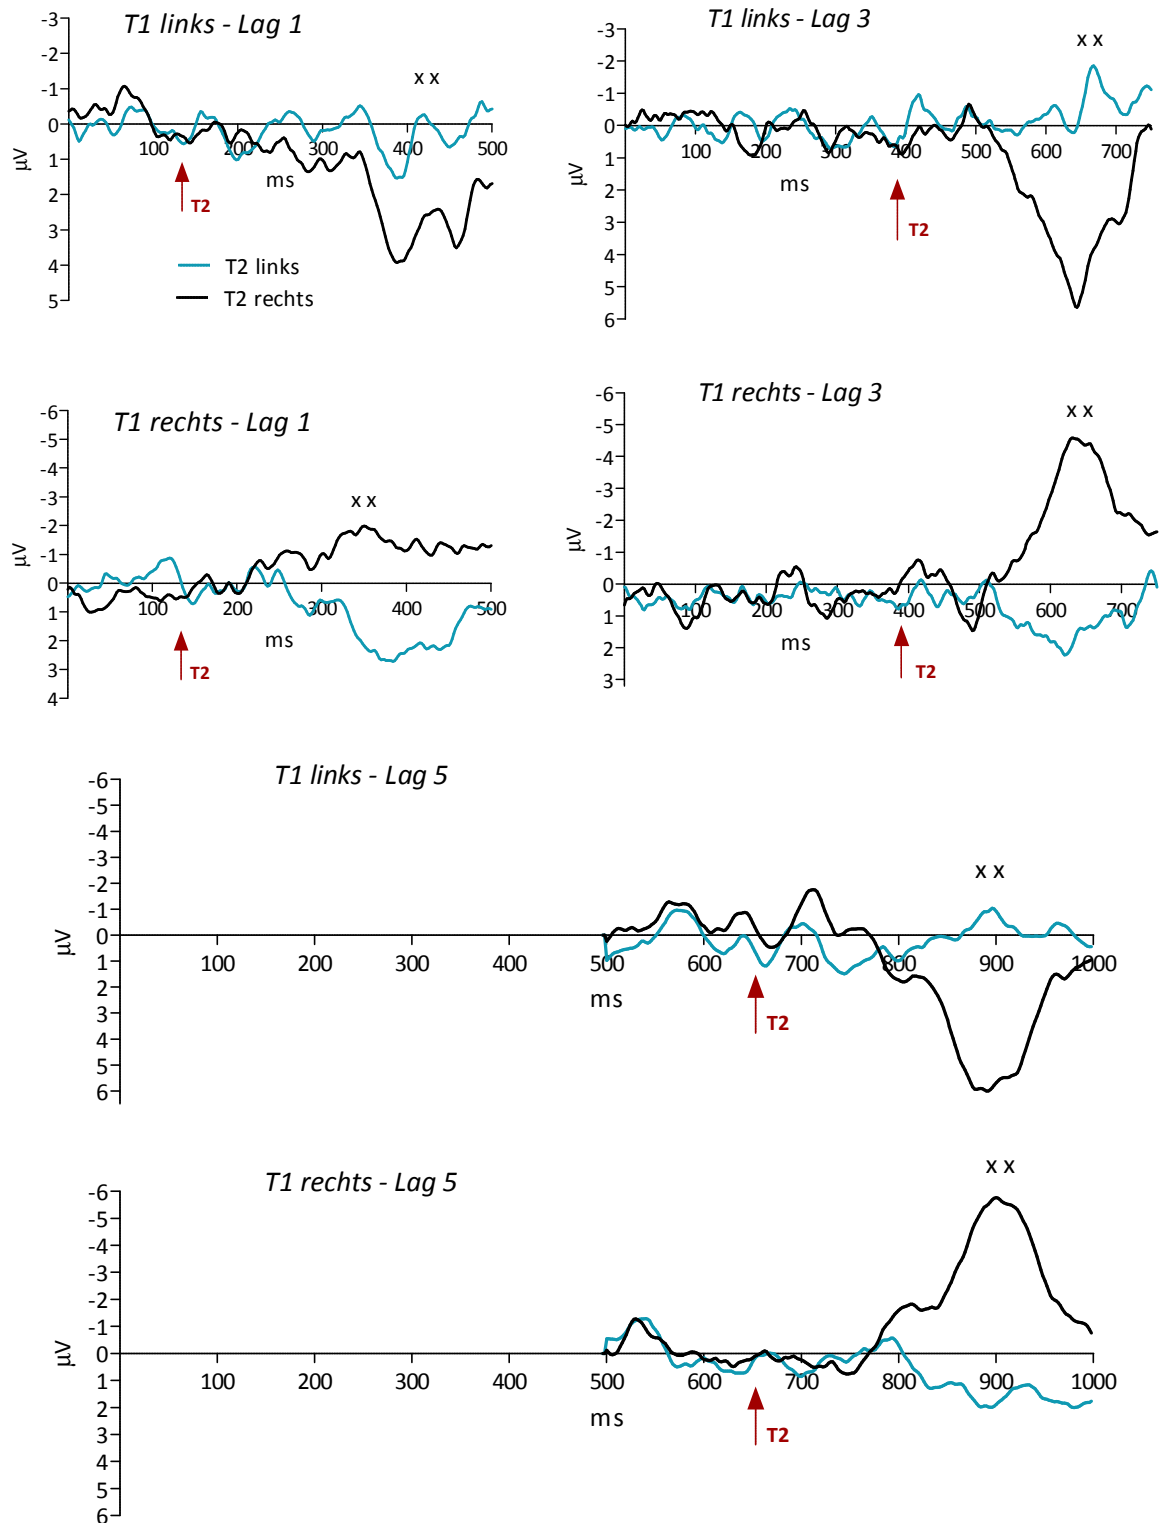 T1 links - Lag 1
-3
-2
-1
0
1
2
3
4
5
µV
100 200 300 400 500
ms
x x
T2
T2 links
T2 rechts
T1 links - Lag 3
-3
-2
-1
0
1
2
3
4
5
6
µV
100 200 300 400 500 600 700
ms
x x
T2
T1 rechts - Lag 1
-6
-5
-4
-3
-2
-1
0
1
2
3
4
µV
100 200 300 400 500
ms
x x
T2
T1 rechts - Lag 3
-6
-5
-4
-3
-2
-1
0
1
2
3
µV
100 200 300 400 500 600 700
ms
x x
T2
T1 links - Lag 5
-6
-5
-4
-3
-2
-1
0
1
2
3
4
5
6
µV
100 200 300 400 500 600 700 800 900 1000
ms
x x
T2
T1 rechts - Lag 5
-6
-5
-4
-3
-2
-1
0
1
2
3
4
5
6
µV
100 200 300 400 500 600 700 800 900 1000
ms
x x
T2